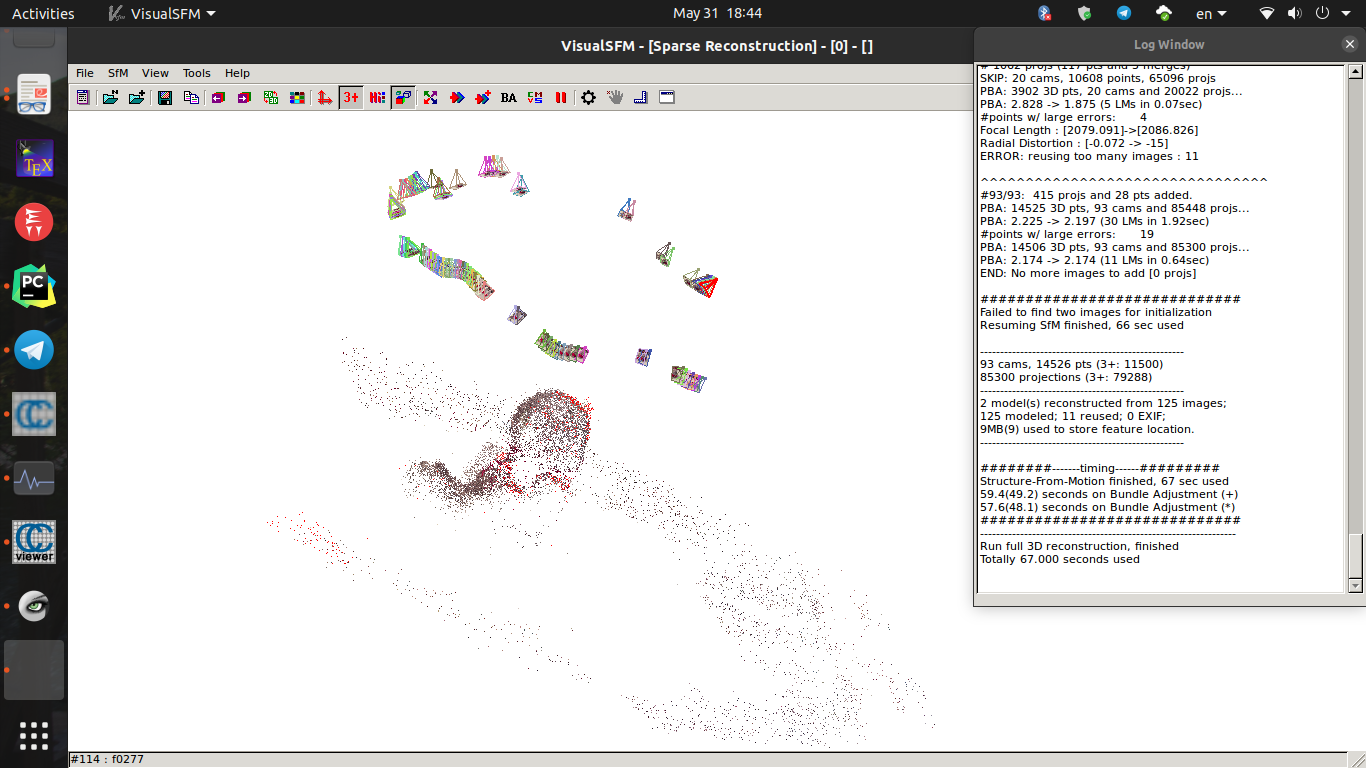 Activities
VisualSFM
May 31 18:44
en
VisualSFM - [Sparse Reconstruction] - [0] - []
File SfM View Tools Help
3+
BA
CMVS
TEX
PC
CC
CC
viewer
Log Window
# 1062 projs (117 pts and 5 merges)
SKIP: 20 cams, 10608 points, 65096 projs
PBA: 3902 3D pts, 20 cams and 20022 projs...
PBA: 2.828 -> 1.875 (5 LMs in 0.07sec)
#points w/ large errors: 4
Focal Length : [2079.091]->[2086.826]
Radial Distortion : [-0.072 -> -15]
ERROR: reusing too many images : 11
^^^^^^^^^^^^^^^^^^^^^^^^^^^^^^^^
#93/93: 415 projs and 28 pts added.
PBA: 14525 3D pts, 93 cams and 85448 projs...
PBA: 2.225 -> 2.197 (30 LMs in 1.92sec)
#points w/ large errors: 19
PBA: 14506 3D pts, 93 cams and 85300 projs...
PBA: 2.174 -> 2.174 (11 LMs in 0.64sec)
END: No more images to add [0 projs]
############################
Failed to find two images for initialization
Resuming SfM finished, 66 sec used
----------------------------------------------------
93 cams, 14526 pts (3+: 11500)
85300 projections (3+: 79288)
----------------------------------------------------
2 model(s) reconstructed from 125 images;
125 modeled; 11 reused; 0 EXIF;
9MB(9) used to store feature location.
----------------------------------------------------
########-------timing------#########
Structure-From-Motion finished, 67 sec used
59.4(49.2) seconds on Bundle Adjustment (+)
57.6(48.1) seconds on Bundle Adjustment (*)
############################
-----------------------------------------------------------------
Run full 3D reconstruction, finished
Totally 67.000 seconds used
#114 : f0277